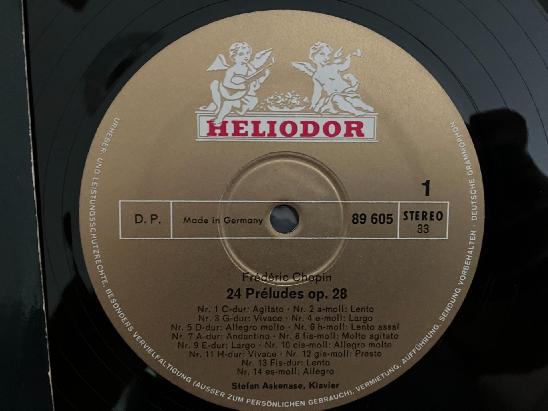 HELIODOR
1
D. P.
Made in Germany
89 605
STEREO
33
Frédéric Chopin
24 Préludes op. 28
Nr. 1 C-dur: Agitato · Nr. 2 a-moll: Lento
Nr. 3 G-dur: Vivace · Nr. 4 e-moll: Largo
Nr. 5 D-dur: Allegro molto · Nr. 6 h-moll: Lento assai
Nr. 7 A-dur: Andantino · Nr. 8 fis-moll: Molto agitato
Nr. 9 E-dur: Largo · Nr. 10 cis-moll: Allegro molto
Nr. 11 H-dur: Vivace · Nr. 12 gis-moll: Presto
Nr. 13 Fis-dur: Lento
Nr. 14 es-moll: Allegro
Stefan Askenase, Klavier
URHEBER UND LEISTUNGSSCHUTZRECHTE, BESONDERS VERVIELFÄLTIGUNG (AUSSER ZUM PERSÖNLICHEN GEBRAUCH), VERMIETUNG, AUFFÜHRUNG, SENDUNG VORBEHALTEN · DEUTSCHE GRAMMOPHON